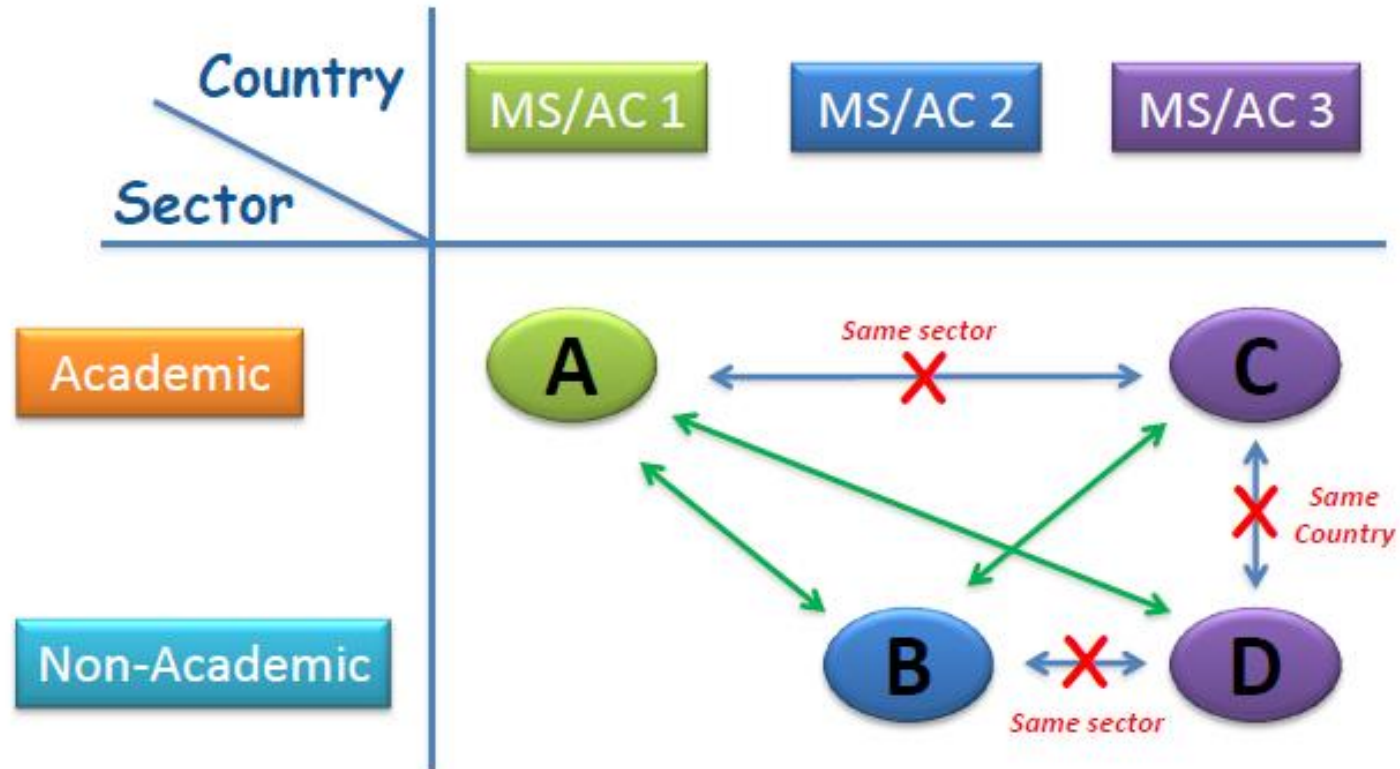 Country
MS/AC 1
MS/AC 2
MS/AC 3
Sector
Academic
A
Same sector
C
Same
Country
Non-Academic
B
Same sector
D